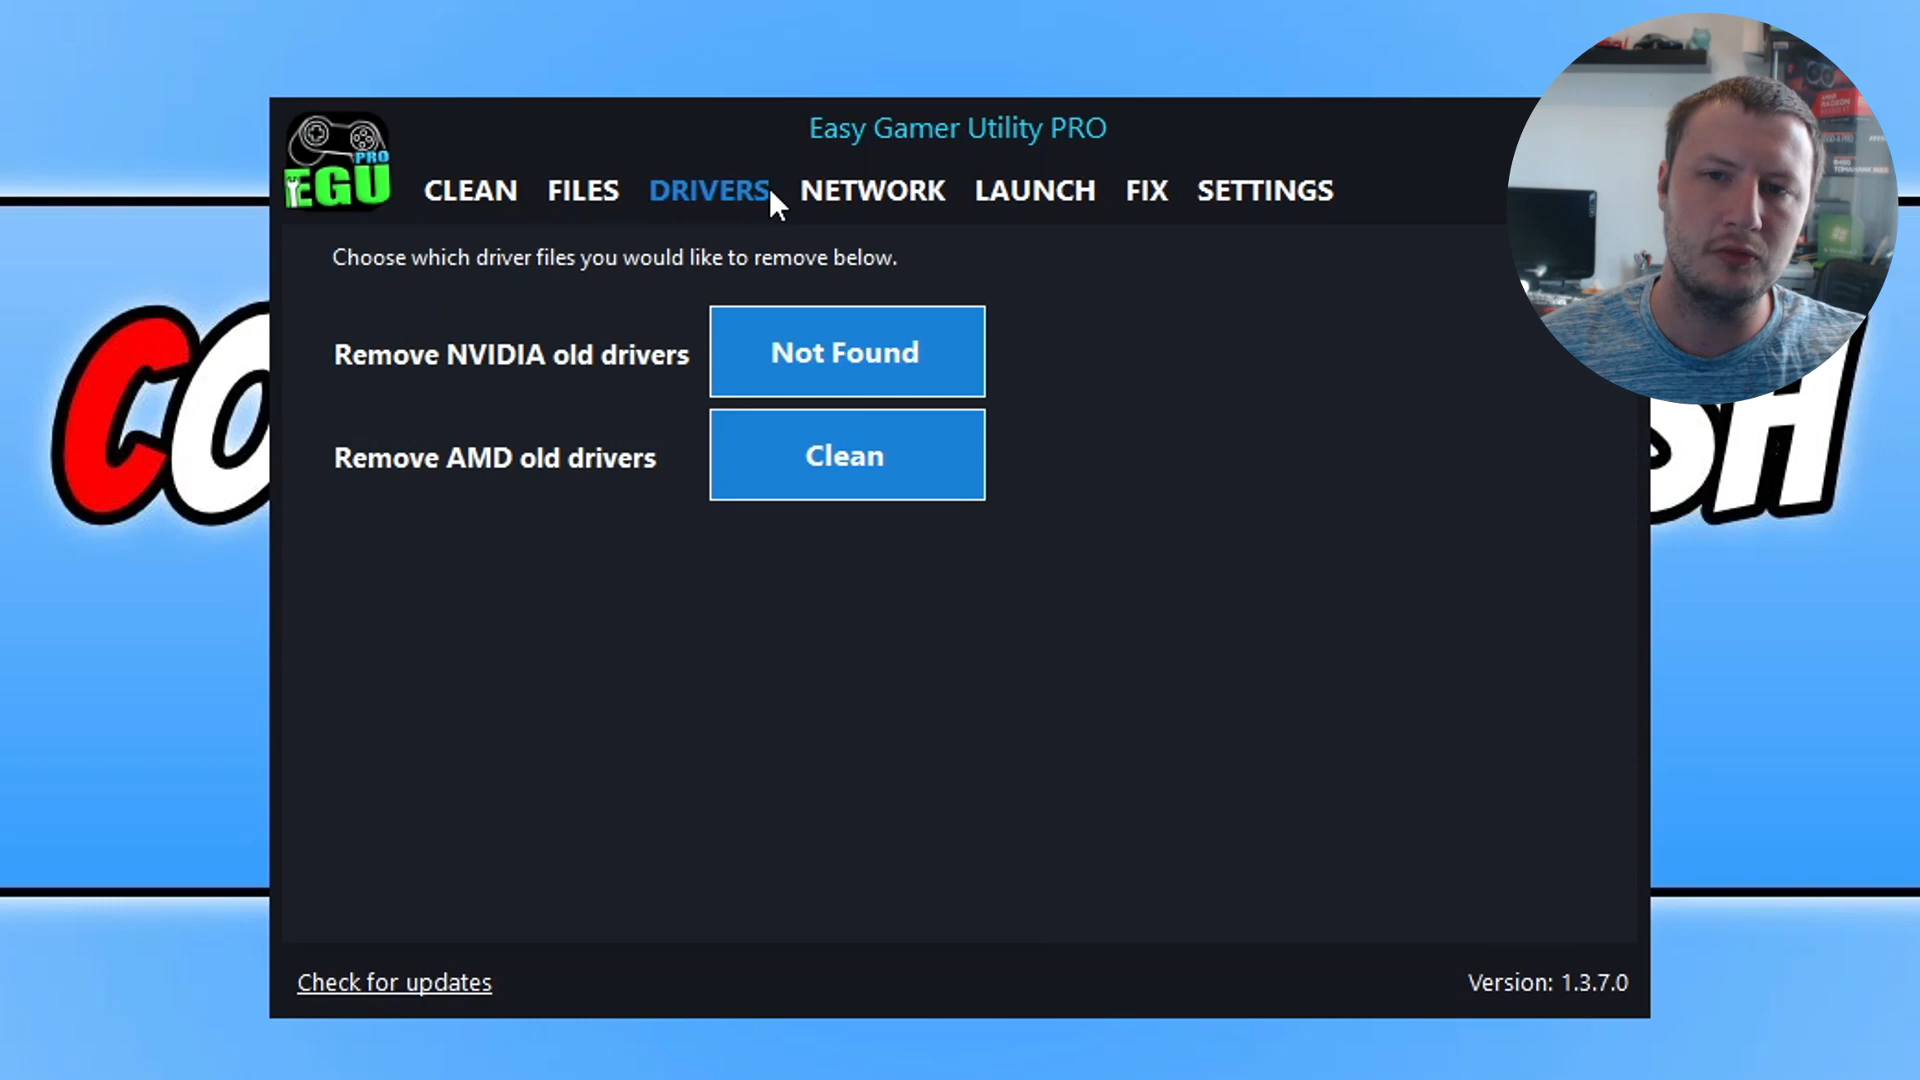 Easy Gamer Utility PRO
PRO
EGU
CLEAN FILES DRIVERS NETWORK LAUNCH FIX SETTINGS
Choose which driver files you would like to remove below.
Remove NVIDIA old drivers Not Found
Remove AMD old drivers Clean
CO
SH
Check for updates
Version: 1.3.7.0